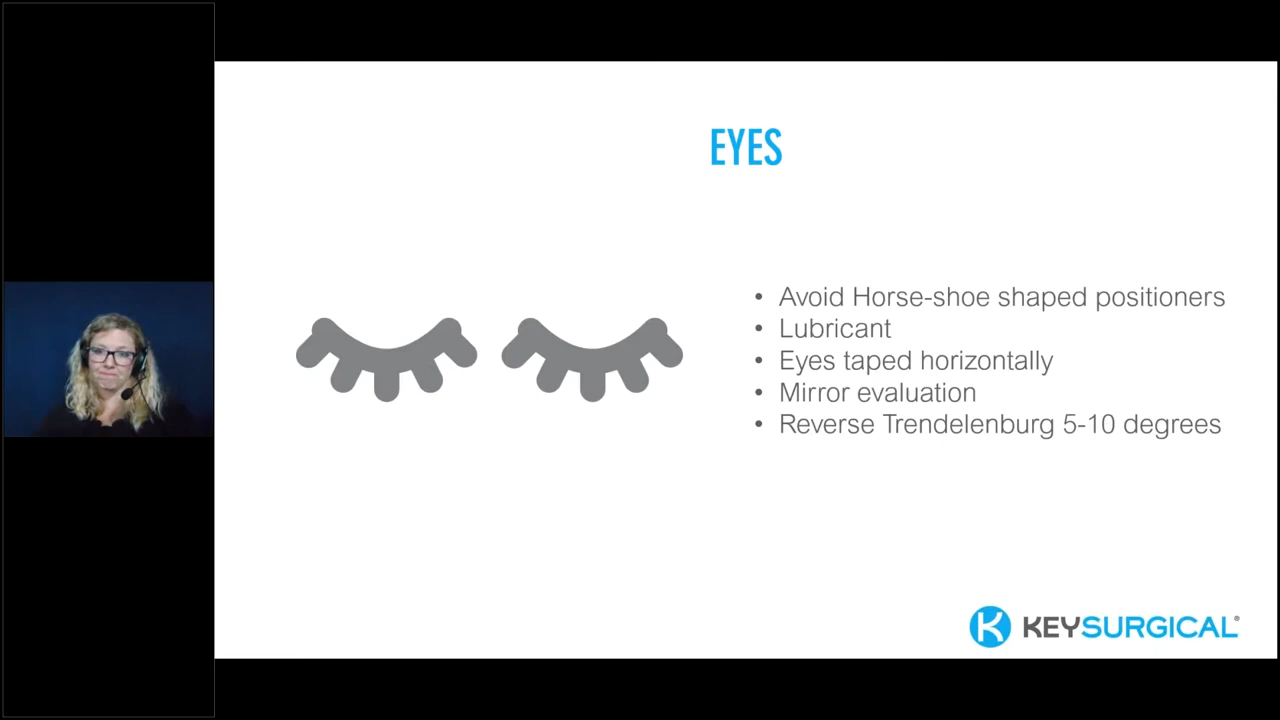 EYES
• Avoid Horse-shoe shaped positioners
• Lubricant
• Eyes taped horizontally
• Mirror evaluation
• Reverse Trendelenburg 5-10 degrees
K KEYSURGICAL®